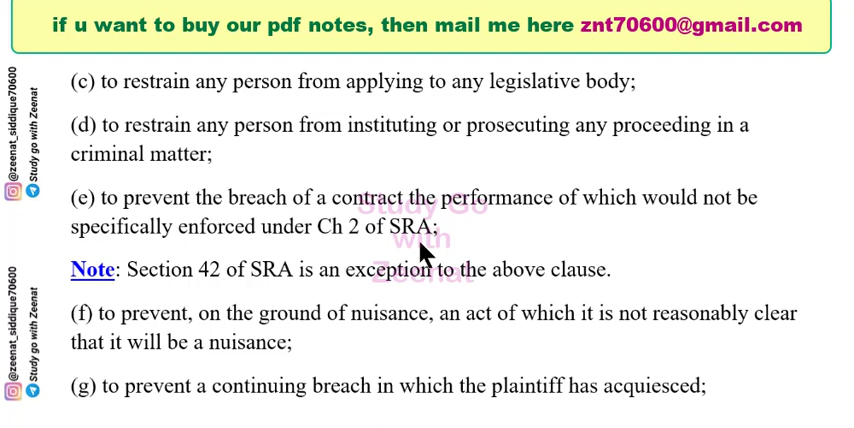 if u want to buy our pdf notes, then mail me here znt70600@gmail.com
(c) to restrain any person from applying to any legislative body;
(d) to restrain any person from instituting or prosecuting any proceeding in a
criminal matter;
(e) to prevent the breach of a contract the performance of which would not be
specifically enforced under Ch 2 of SRA;
Note: Section 42 of SRA is an exception to the above clause.
(f) to prevent, on the ground of nuisance, an act of which it is not reasonably clear
that it will be a nuisance;
(g) to prevent a continuing breach in which the plaintiff has acquiesced;
@zeenat_siddique70600
Study go with Zeenat
@zeenat_siddique70600
Study go with Zeenat
Study Go
with
Zeenat